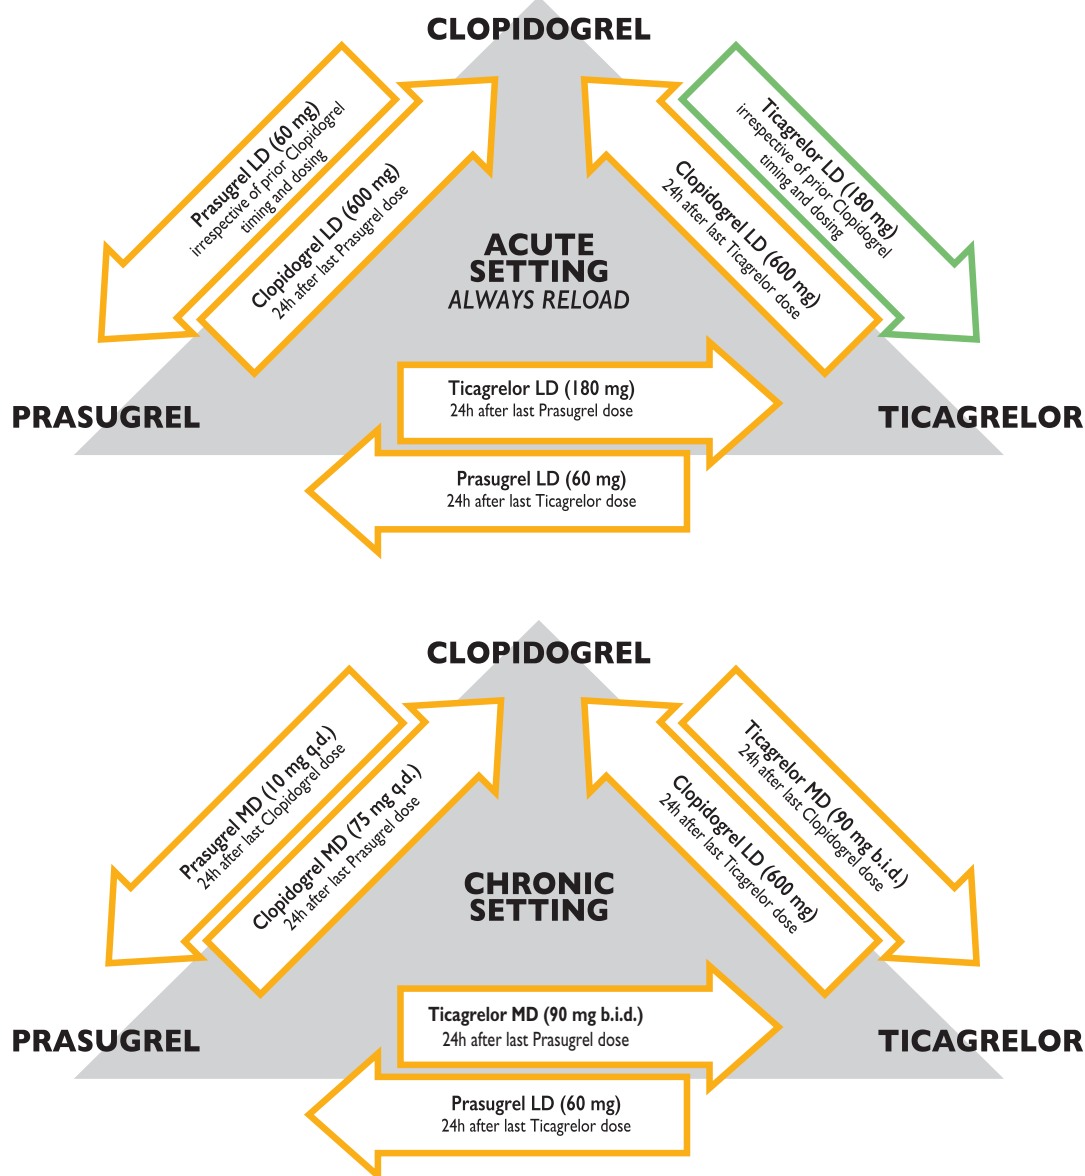 CLOPIDOGREL
Prasugrel LD (60 mg)
irrespective of prior Clopidogrel
timing and dosing
Clopidogrel LD (600 mg)
24h after last Prasugrel dose
Ticagrelor LD (180 mg)
irrespective of prior Clopidogrel
timing and dosing
Clopidogrel LD (600 mg)
24h after last Ticagrelor dose
ACUTE
SETTING
ALWAYS RELOAD
Ticagrelor LD (180 mg)
24h after last Prasugrel dose
PRASUGREL
TICAGRELOR
Prasugrel LD (60 mg)
24h after last Ticagrelor dose
CLOPIDOGREL
Prasugrel MD (10 mg q.d.)
24h after last Clopidogrel dose
Clopidogrel MD (75 mg q.d.)
24h after last Prasugrel dose
Ticagrelor MD (90 mg b.i.d.)
24h after last Clopidogrel dose
Clopidogrel LD (600 mg)
24h after last Ticagrelor dose
CHRONIC
SETTING
Ticagrelor MD (90 mg b.i.d.)
24h after last Prasugrel dose
PRASUGREL
TICAGRELOR
Prasugrel LD (60 mg)
24h after last Ticagrelor dose